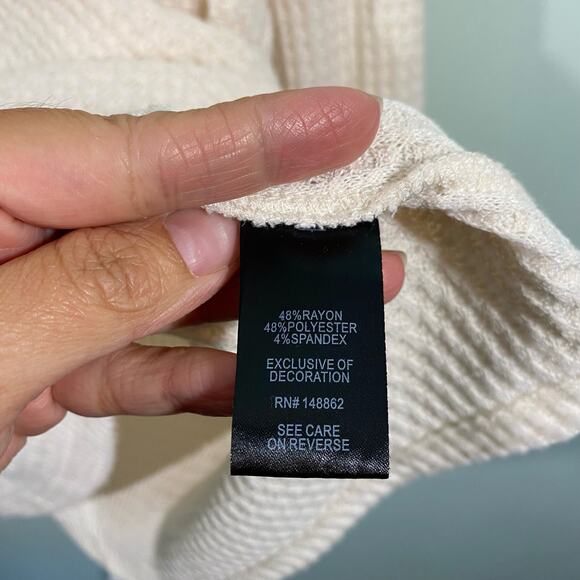 48%RAYON
48%POLYESTER
4%SPANDEX
EXCLUSIVE OF
DECORATION
RN# 148862
SEE CARE
ON REVERSE